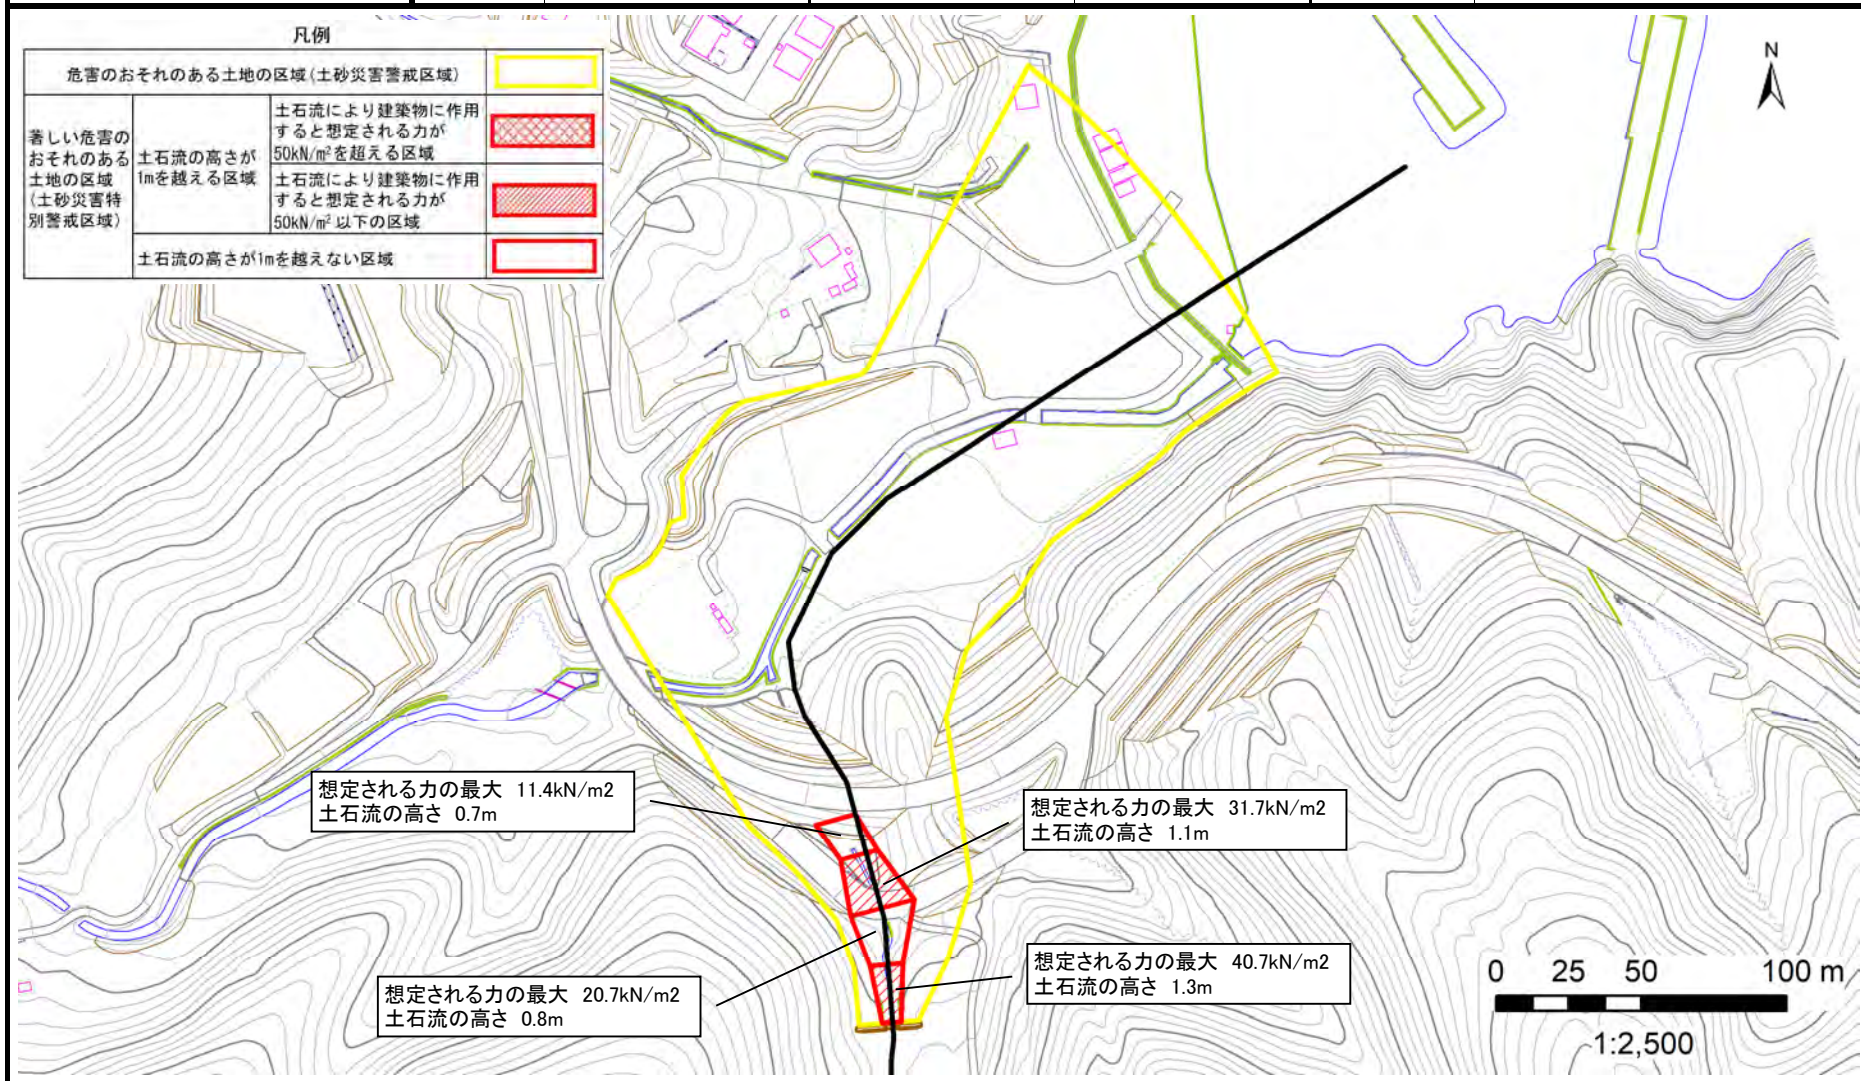 凡例
危害のおそれのある土地の区域(土砂災害警戒区域)
著しい危害の
おそれのある
土地の区域
(土砂災害特
別警戒区域)
土石流の高さが
1mを越える区域
土石流により建築物に作用
すると想定される力が
50kN/m²を超える区域
土石流により建築物に作用
すると想定される力が
50kN/m²以下の区域
土石流の高さが1mを越えない区域
N
想定される力の最大 11.4kN/m2
土石流の高さ 0.7m
想定される力の最大 31.7kN/m2
土石流の高さ 1.1m
想定される力の最大 20.7kN/m2
土石流の高さ 0.8m
想定される力の最大 40.7kN/m2
土石流の高さ 1.3m
0 25 50 100 m
1:2,500